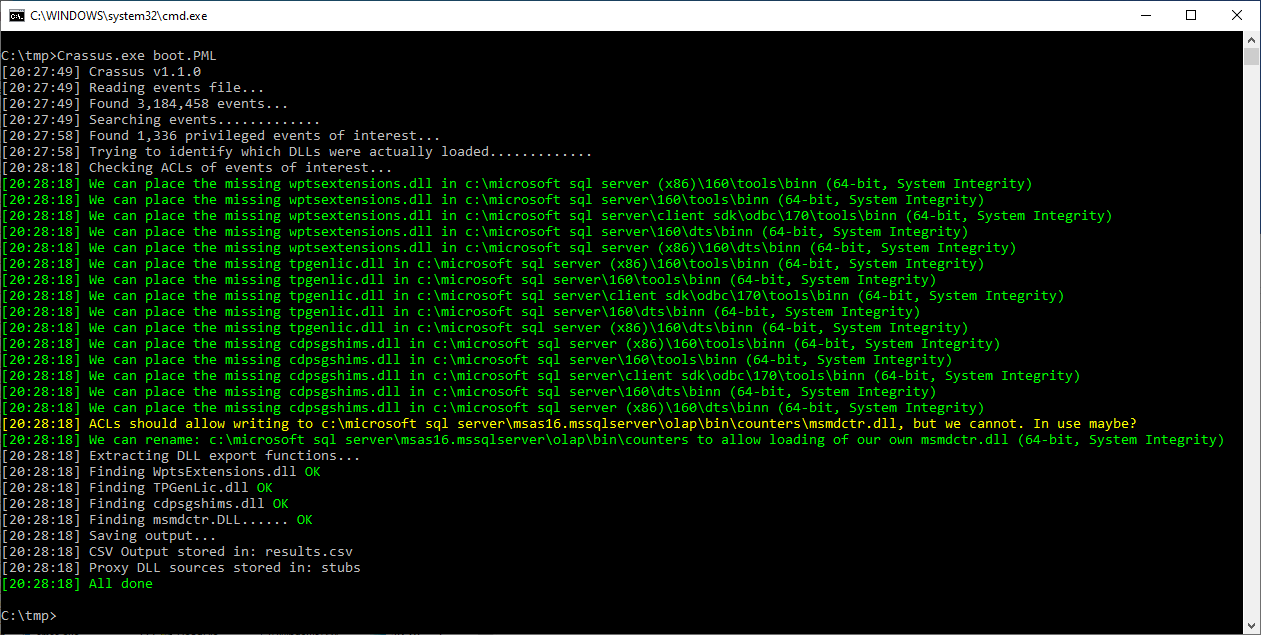 C:\WINDOWS\system32\cmd.exe
C:\tmp>Crassus.exe boot.PML
[20:27:49] Crassus v1.1.0
[20:27:49] Reading events file...
[20:27:49] Found 3,184,458 events...
[20:27:49] Searching events.............
[20:27:58] Found 1,336 privileged events of interest...
[20:27:58] Trying to identify which DLLs were actually loaded.............
[20:28:18] Checking ACLs of events of interest...
[20:28:18] We can place the missing wptsextensions.dll in c:\microsoft sql server (x86)\160\tools\binn (64-bit, System Integrity)
[20:28:18] We can place the missing wptsextensions.dll in c:\microsoft sql server\160\tools\binn (64-bit, System Integrity)
[20:28:18] We can place the missing wptsextensions.dll in c:\microsoft sql server\client sdk\odbc\170\tools\binn (64-bit, System Integrity)
[20:28:18] We can place the missing wptsextensions.dll in c:\microsoft sql server\160\dts\binn (64-bit, System Integrity)
[20:28:18] We can place the missing wptsextensions.dll in c:\microsoft sql server (x86)\160\dts\binn (64-bit, System Integrity)
[20:28:18] We can place the missing tpgenlic.dll in c:\microsoft sql server (x86)\160\tools\binn (64-bit, System Integrity)
[20:28:18] We can place the missing tpgenlic.dll in c:\microsoft sql server\160\tools\binn (64-bit, System Integrity)
[20:28:18] We can place the missing tpgenlic.dll in c:\microsoft sql server\client sdk\odbc\170\tools\binn (64-bit, System Integrity)
[20:28:18] We can place the missing tpgenlic.dll in c:\microsoft sql server\160\dts\binn (64-bit, System Integrity)
[20:28:18] We can place the missing tpgenlic.dll in c:\microsoft sql server (x86)\160\dts\binn (64-bit, System Integrity)
[20:28:18] We can place the missing cdpsgshims.dll in c:\microsoft sql server (x86)\160\tools\binn (64-bit, System Integrity)
[20:28:18] We can place the missing cdpsgshims.dll in c:\microsoft sql server\160\tools\binn (64-bit, System Integrity)
[20:28:18] We can place the missing cdpsgshims.dll in c:\microsoft sql server\client sdk\odbc\170\tools\binn (64-bit, System Integrity)
[20:28:18] We can place the missing cdpsgshims.dll in c:\microsoft sql server\160\dts\binn (64-bit, System Integrity)
[20:28:18] We can place the missing cdpsgshims.dll in c:\microsoft sql server (x86)\160\dts\binn (64-bit, System Integrity)
[20:28:18] ACLs should allow writing to c:\microsoft sql server\msas16.mssqlserver\olap\bin\counters\msmdctr.dll, but we cannot. In use maybe?
[20:28:18] We can rename: c:\microsoft sql server\msas16.mssqlserver\olap\bin\counters to allow loading of our own msmdctr.dll (64-bit, System Integrity)
[20:28:18] Extracting DLL export functions...
[20:28:18] Finding WptsExtensions.dll OK
[20:28:18] Finding TPGenLic.dll OK
[20:28:18] Finding cdpsgshims.dll OK
[20:28:18] Finding msmdctr.DLL...... OK
[20:28:18] Saving output...
[20:28:18] CSV Output stored in: results.csv
[20:28:18] Proxy DLL sources stored in: stubs
[20:28:18] All done
C:\tmp>